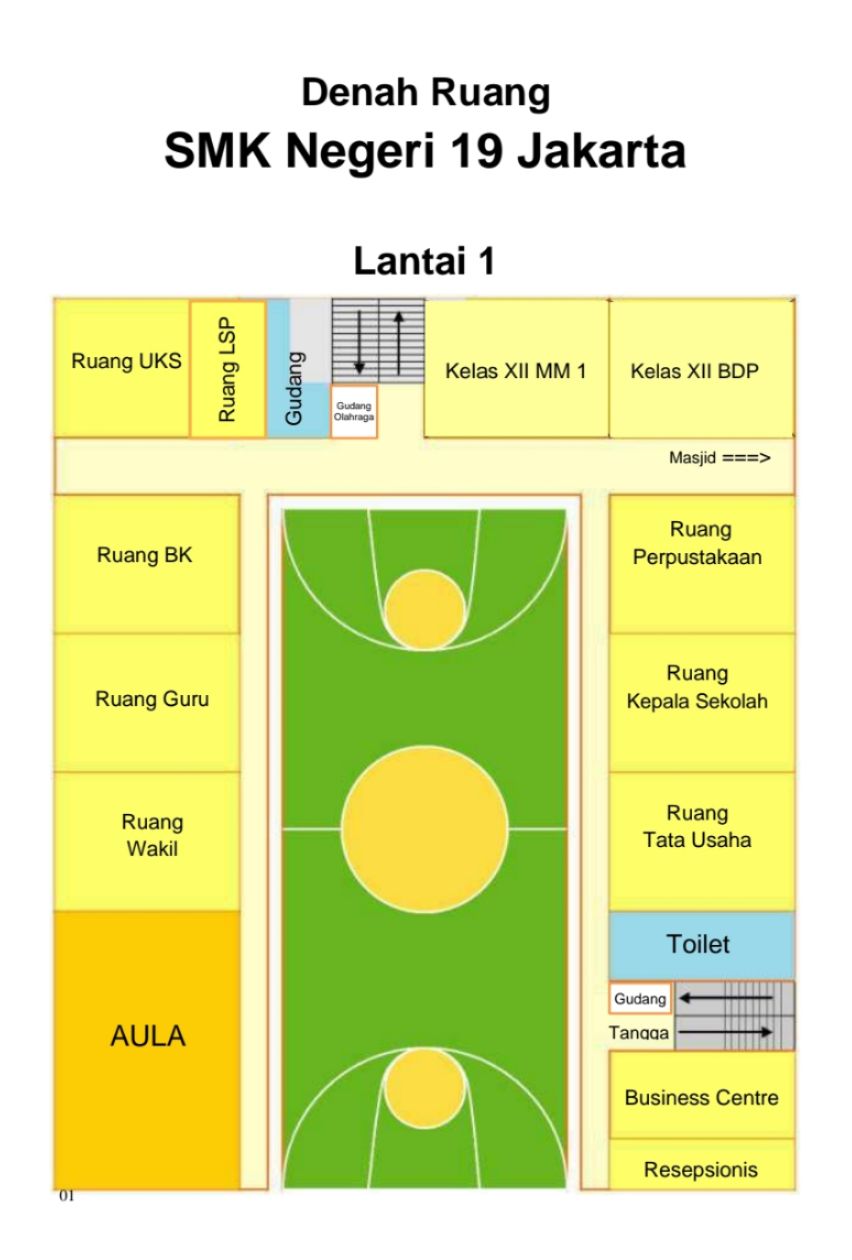 Denah Ruang
SMK Negeri 19 Jakarta
Lantai 1
Ruang UKS
Ruang LSP
Gudang
Gudang
Olahraga
Kelas XII MM 1
Kelas XII BDP
Masjid ===>
Ruang BK
Ruang
Perpustakaan
Ruang Guru
Ruang
Kepala Sekolah
Ruang
Wakil
Ruang
Tata Usaha
AULA
Toilet
Gudang
Tangga
Business Centre
Resepsionis
01